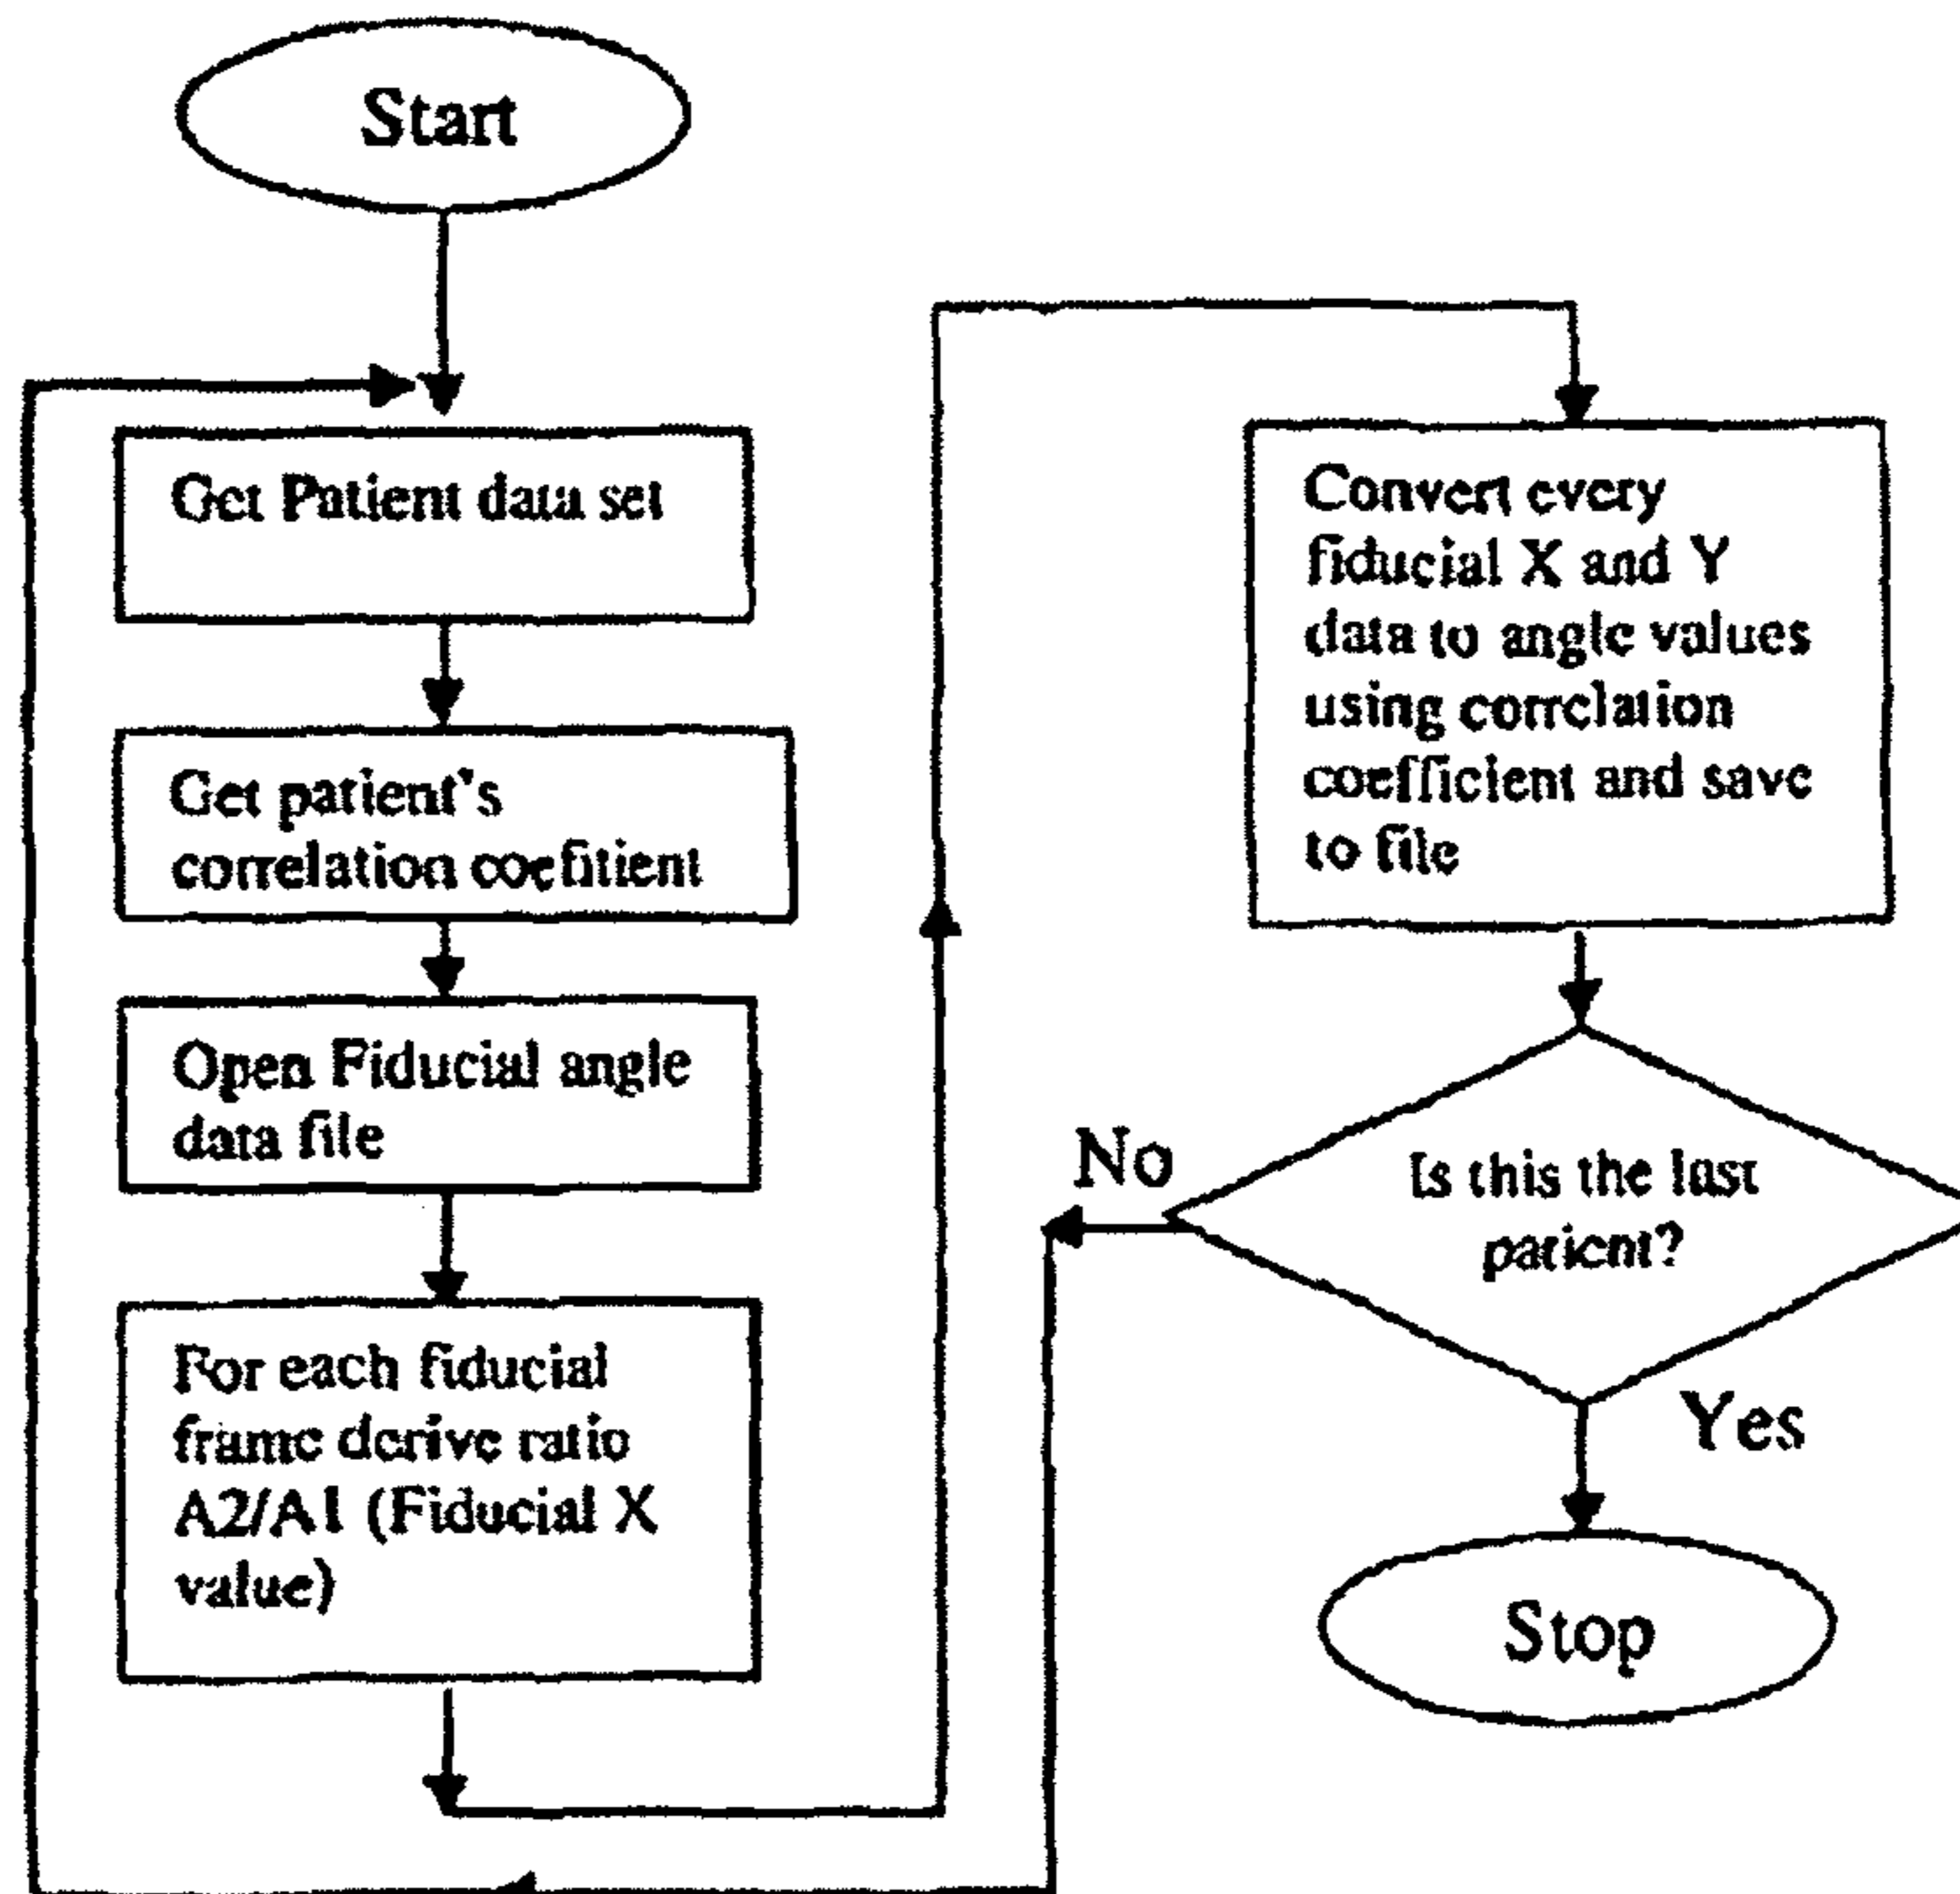 Start
Get Patient data set
Get patient's
correlation coefitient
Open Fiducial angle
data file
For each fiducial
frame derive ratio
A2/A1 (Fiducial X
value)
Convert every
fiducial X and Y
data to angle values
using correlation
coefficient and save
to file
No
Is this the last
patient?
Yes
Stop